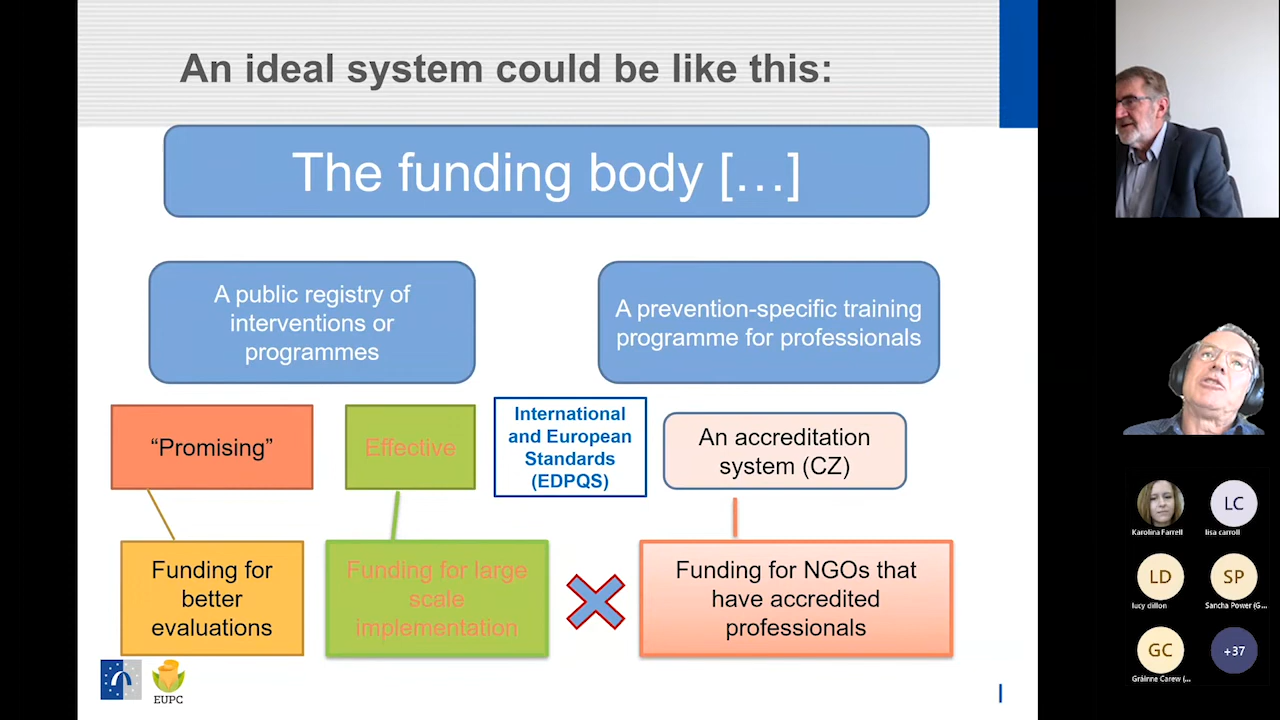 An ideal system could be like this:
The funding body […]
A public registry of
interventions or
programmes
A prevention-specific training
programme for professionals
“Promising”
Effective
International
and European
Standards
(EDPQS)
An accreditation
system (CZ)
Funding for
better
evaluations
Funding for large
scale
implementation
Funding for NGOs that
have accredited
professionals
EUPC
Karolina Farrell
LC
lisa carroll
LD
lucy dillon
SP
Sancha Power (G...
GC
Gráinne Carew (...
+37